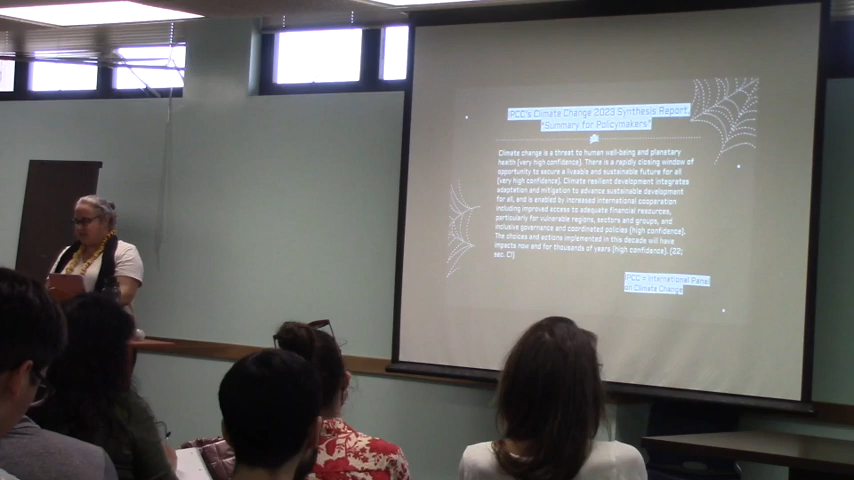 IPCC's Climate Change 2023 Synthesis Report,
"Summary for Policymakers"
Climate change is a threat to human well-being and planetary
health (very high confidence). There is a rapidly closing window of
opportunity to secure a liveable and sustainable future for all
(very high confidence). Climate resilient development integrates
adaptation and mitigation to advance sustainable development
for all, and is enabled by increased international cooperation
including improved access to adequate financial resources,
particularly for vulnerable regions, sectors and groups, and
inclusive governance and coordinated policies (high confidence).
The choices and actions implemented in this decade will have
impacts now and for thousands of years (high confidence). (22;
sec. C1)
IPCC = International Panel
on Climate Change